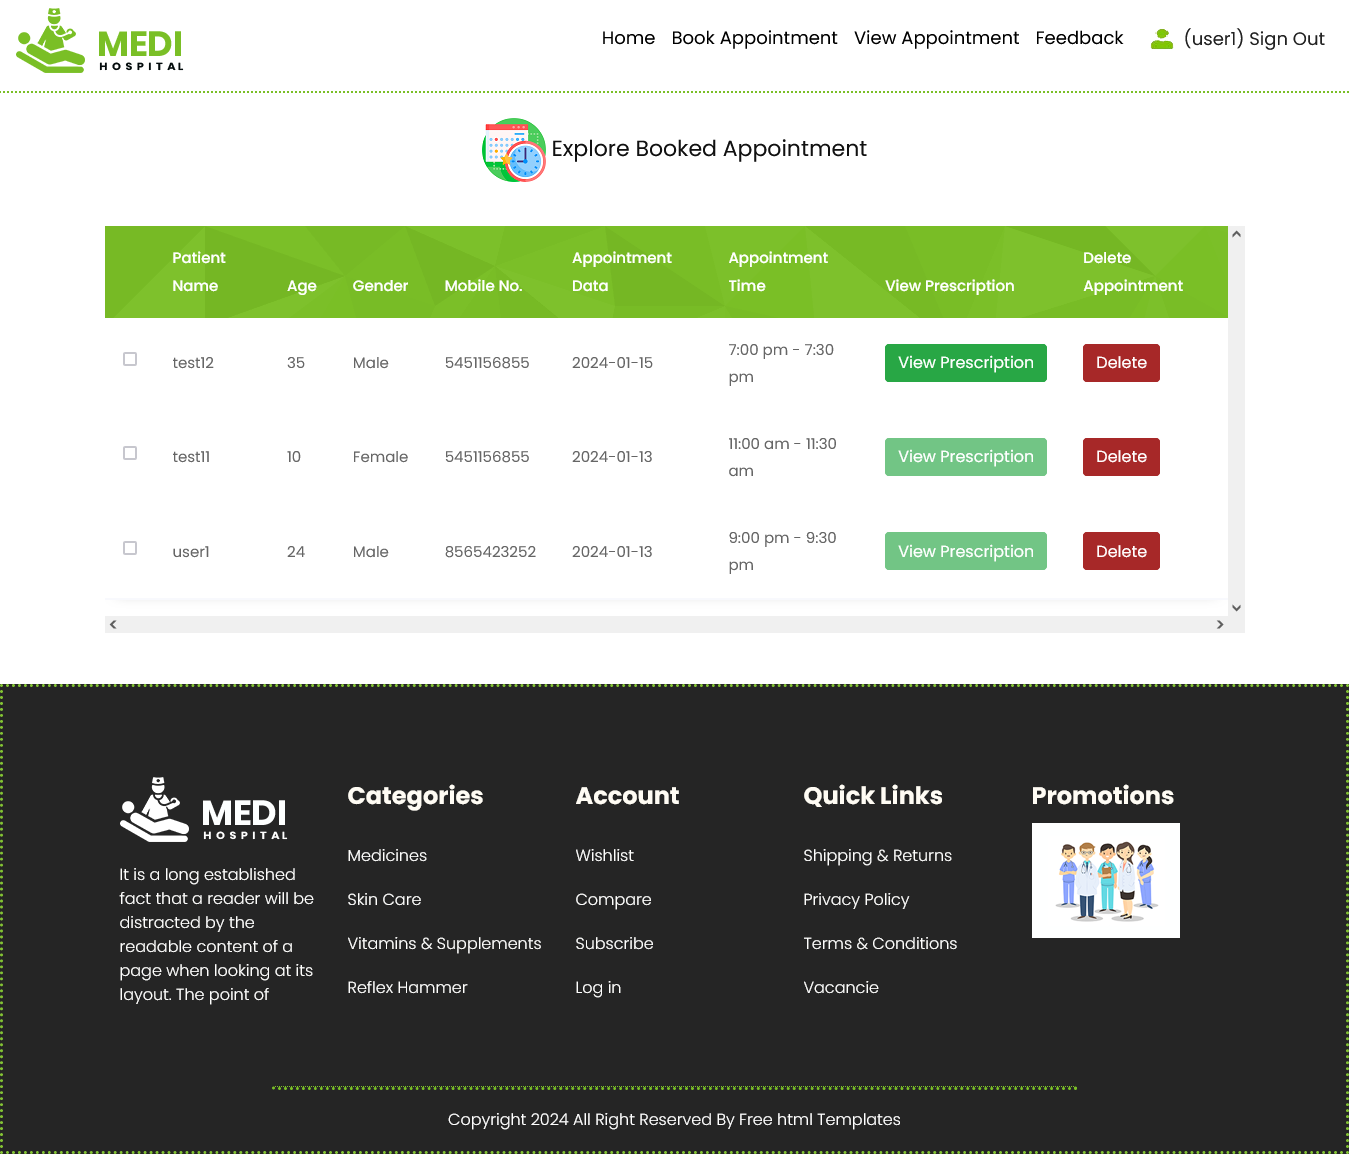 MEDI
HOSPITAL
Home Book Appointment View Appointment Feedback (user1) Sign Out
Explore Booked Appointment
Patient Name Age Gender Mobile No. Appointment Data Appointment Time View Prescription Delete Appointment
test12 35 Male 5451156855 2024-01-15 7:00 pm - 7:30 pm View Prescription Delete
test11 10 Female 5451156855 2024-01-13 11:00 am - 11:30 am View Prescription Delete
user1 24 Male 8565423252 2024-01-13 9:00 pm - 9:30 pm View Prescription Delete
MEDI
HOSPITAL
It is a long established
fact that a reader will be
distracted by the
readable content of a
page when looking at its
layout. The point of
Categories
Medicines
Skin Care
Vitamins & Supplements
Reflex Hammer
Account
Wishlist
Compare
Subscribe
Log in
Quick Links
Shipping & Returns
Privacy Policy
Terms & Conditions
Vacancie
Promotions
Copyright 2024 All Right Reserved By Free html Templates